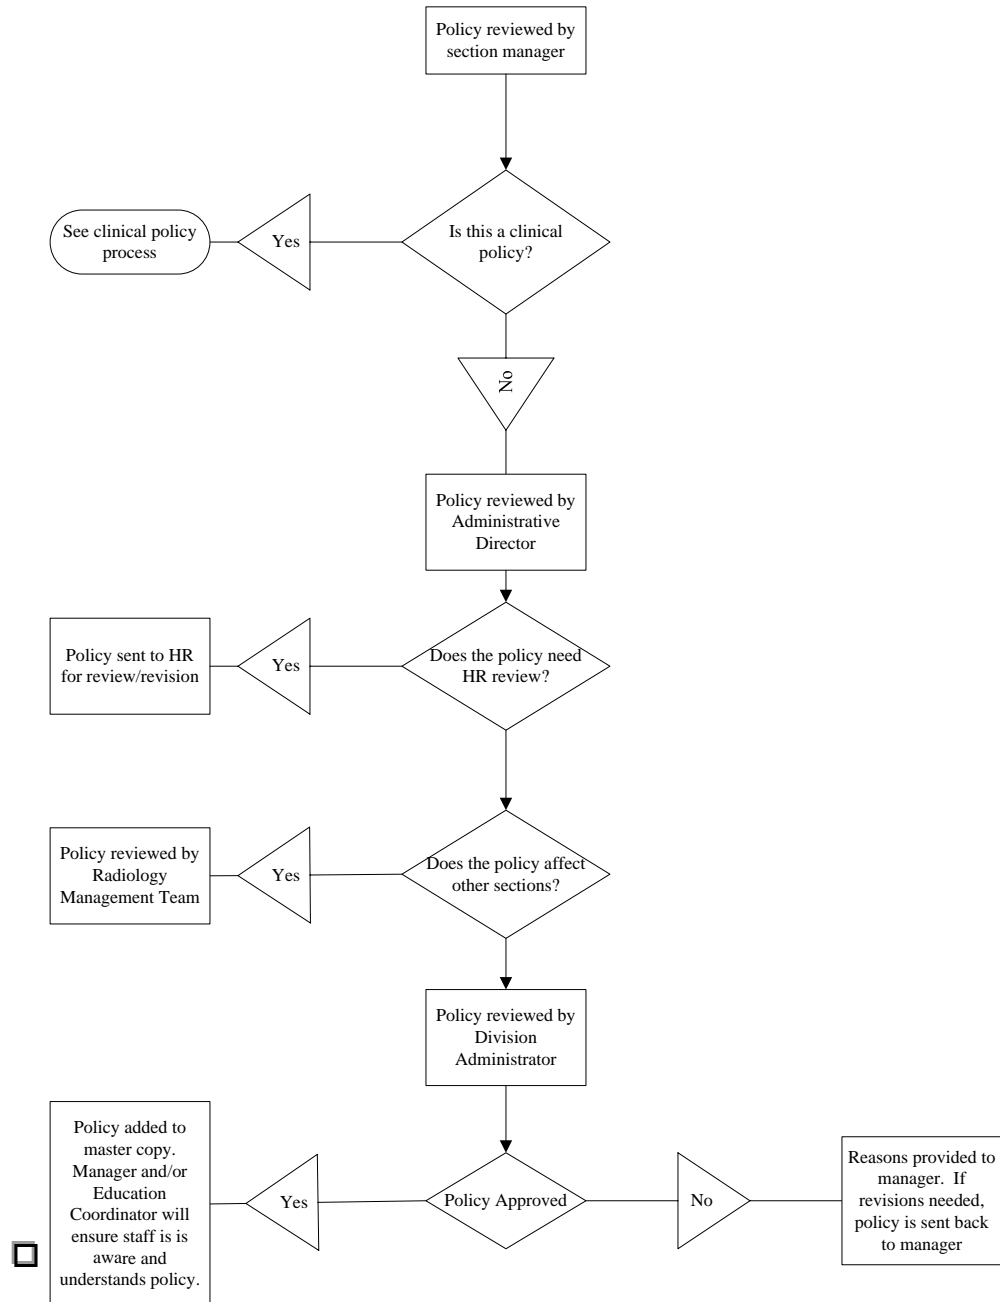 Policy reviewed by
section manager
Is this a clinical
policy?
Yes
See clinical policy
process
No
Policy reviewed by
Administrative
Director
Does the policy need
HR review?
Yes
Policy sent to HR
for review/revision
Does the policy affect
other sections?
Yes
Policy reviewed by
Radiology
Management Team
Policy reviewed by
Division
Administrator
Policy Approved
Yes
Policy added to
master copy.
Manager and/or
Education
Coordinator will
ensure staff is is
aware and
understands policy.
No
Reasons provided to
manager.  If
revisions needed,
policy is sent back
to manager